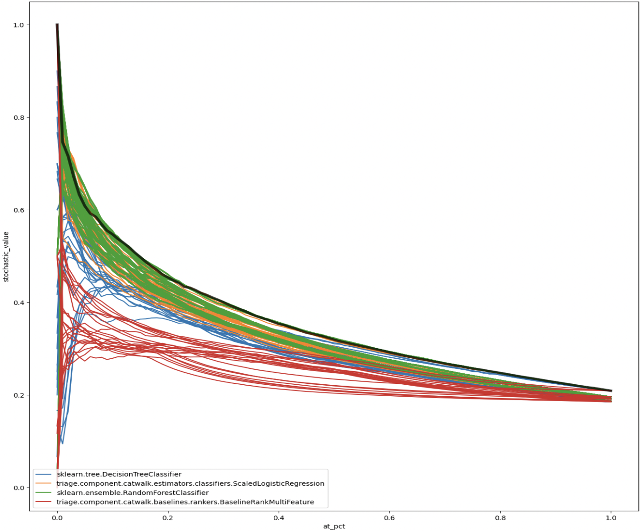 1.0
0.8
0.6
0.4
0.2
0.0
stochastic_value
sklearn.tree.DecisionTreeClassifier
triage.component.catwalk.estimators.classifiers.ScaledLogisticRegression
sklearn.ensemble.RandomForestClassifier
triage.component.catwalk.baselines.rankers.BaselineRankMultiFeature
0.0 0.2 0.4 0.6 0.8 1.0
at_pct